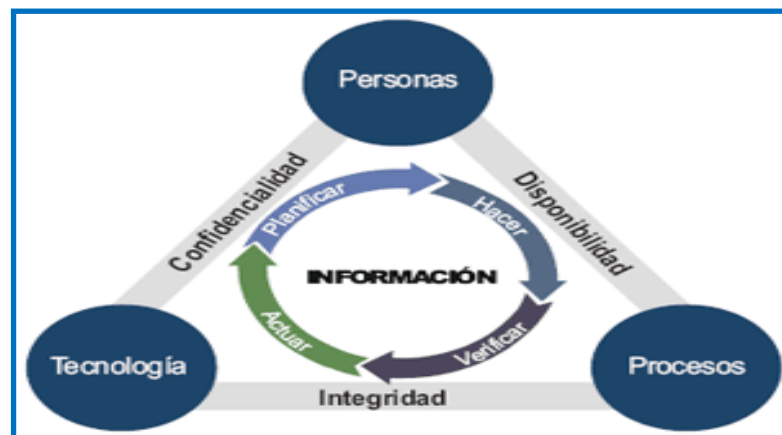 Personas
Confidencialidad
Disponibilidad
Planificar
Hacer
INFORMACIÓN
Actuar
Verificar
Tecnología
Procesos
Integridad